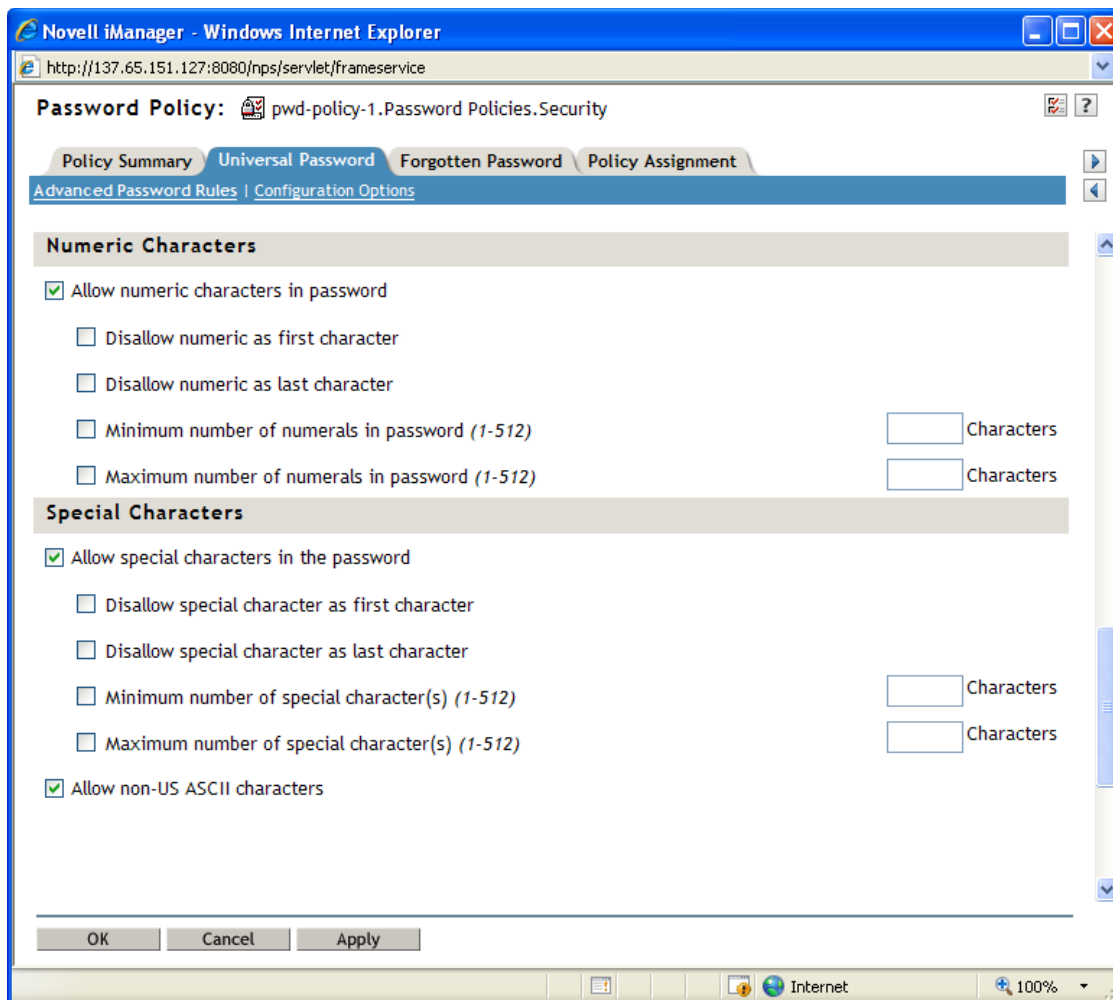 Novell iManager - Windows Internet Explorer
http://137.65.151.127:8080/nps/servlet/frameservice
Password Policy: pwd-policy-1.Password Policies.Security
?
Policy Summary Universal Password Forgotten Password Policy Assignment
Advanced Password Rules | Configuration Options
Numeric Characters
Allow numeric characters in password
Disallow numeric as first character
Disallow numeric as last character
Minimum number of numerals in password (1-512) Characters
Maximum number of numerals in password (1-512) Characters
Special Characters
Allow special characters in the password
Disallow special character as first character
Disallow special character as last character
Minimum number of special character(s) (1-512) Characters
Maximum number of special character(s) (1-512) Characters
Allow non-US ASCII characters
OK Cancel Apply
Internet 100%